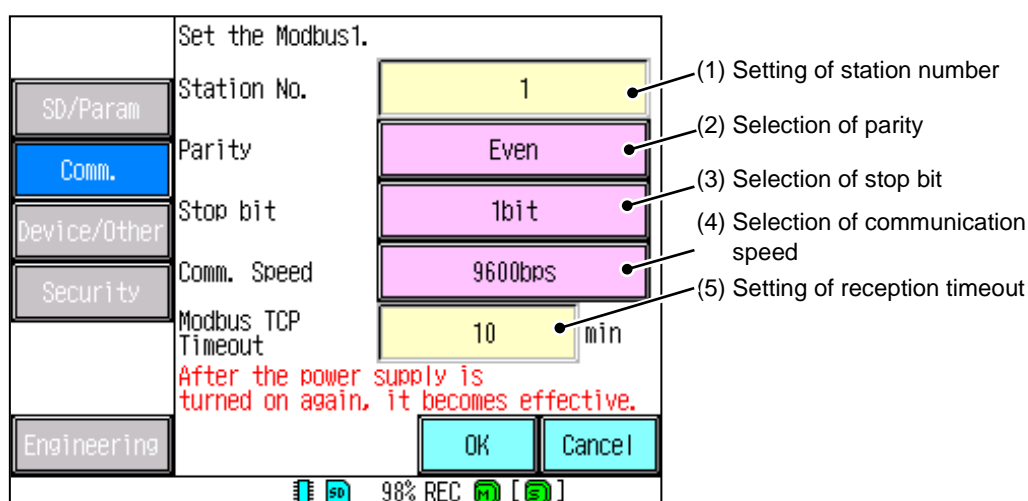 Set the Modbus1.
Station No.
1
(1) Setting of station number
SD/Param
Parity
Even
(2) Selection of parity
Comm.
Stop bit
1bit
(3) Selection of stop bit
Device/Other
Comm. Speed
9600bps
(4) Selection of communication
speed
Security
Modbus TCP
Timeout
10
min
(5) Setting of reception timeout
After the power supply is
turned on again, it becomes effective.
Engineering
OK
Cancel
SD
98% REC M [S]